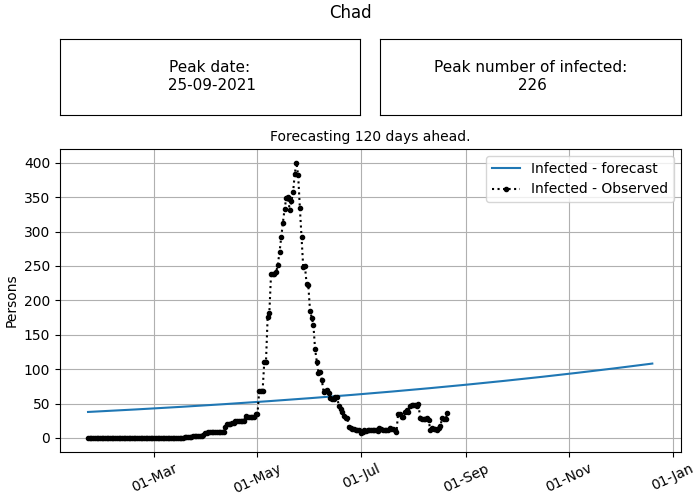 Chad
Peak date:
25-09-2021
Peak number of infected:
226
Forecasting 120 days ahead.
Infected - forecast
Infected - Observed
Persons
400
350
300
250
200
150
100
50
0
01-Mar
01-May
01-Jul
01-Sep
01-Nov
01-Jan